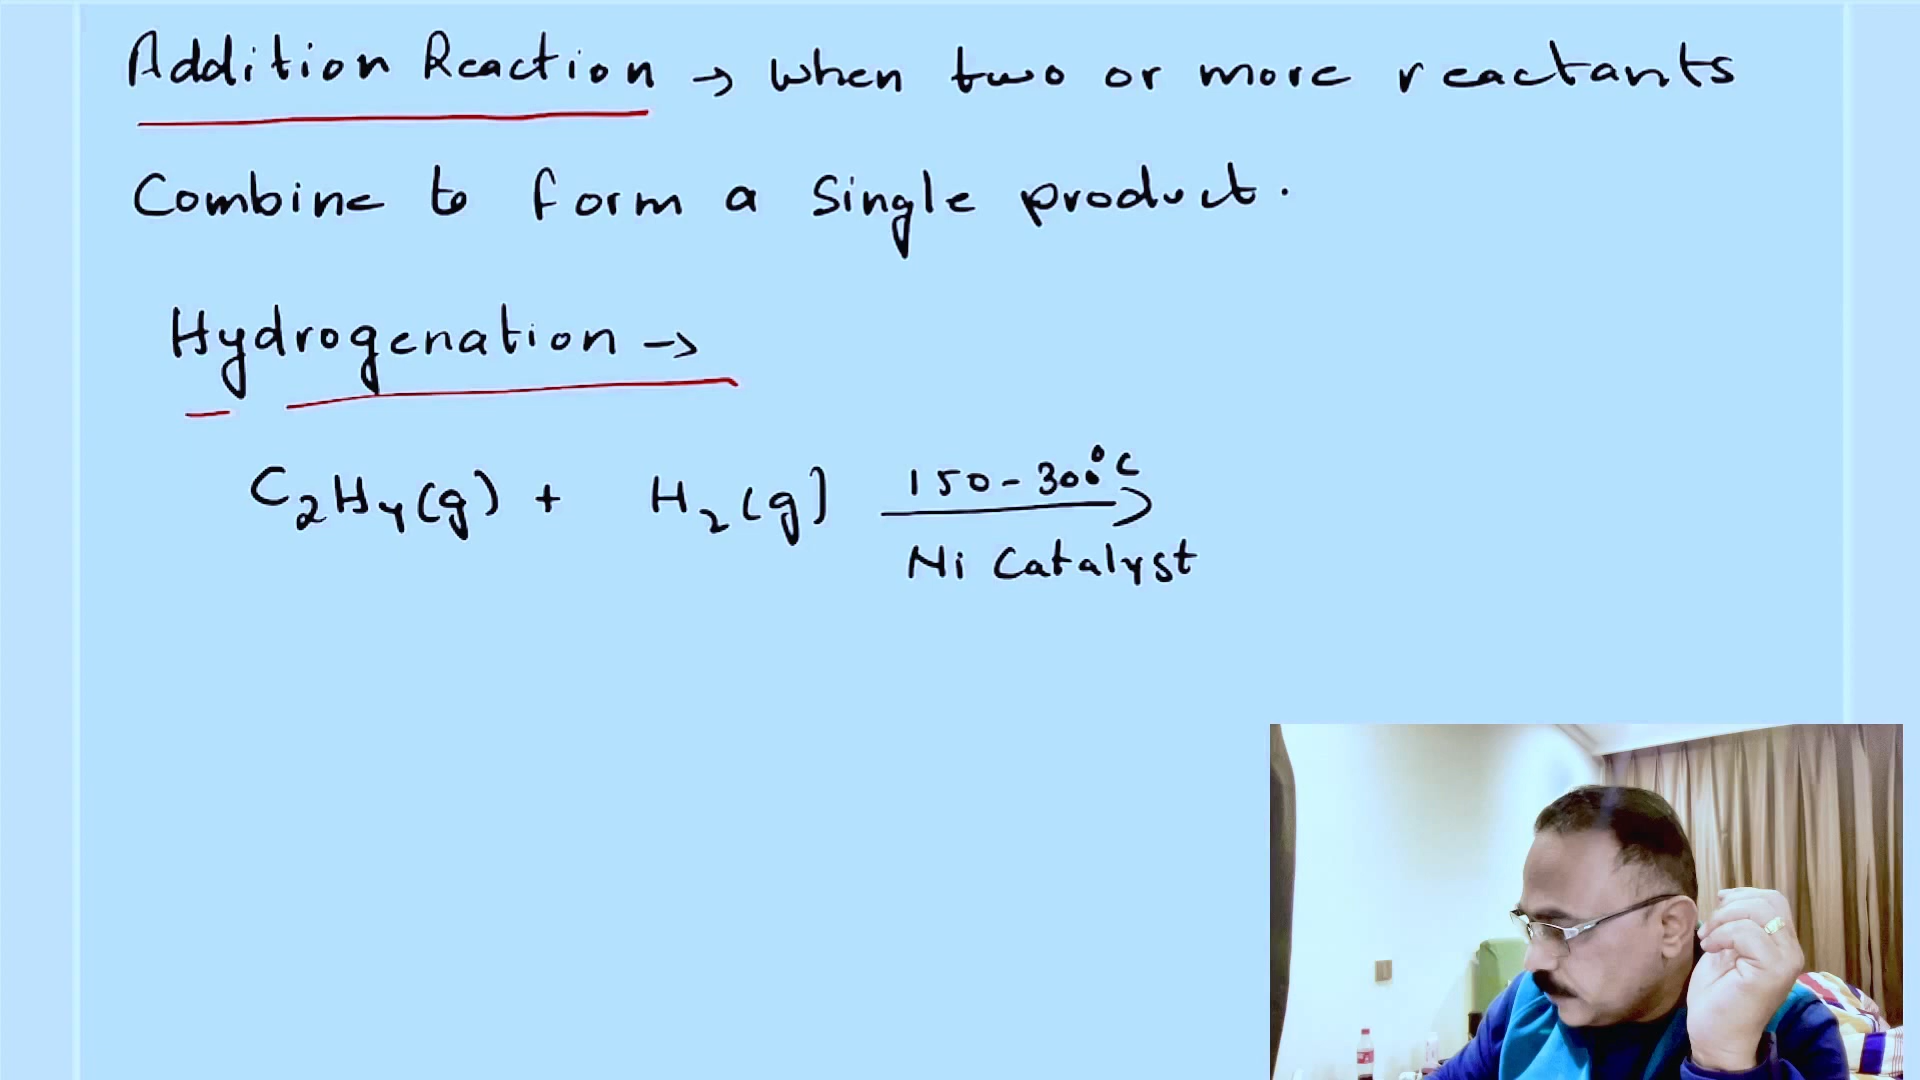 Addition Reaction → When two or more reactants
Combine to form a Single product.
Hydrogenation →
C₂H₄(g) + H₂(g) 150-300°C →
Ni Catalyst